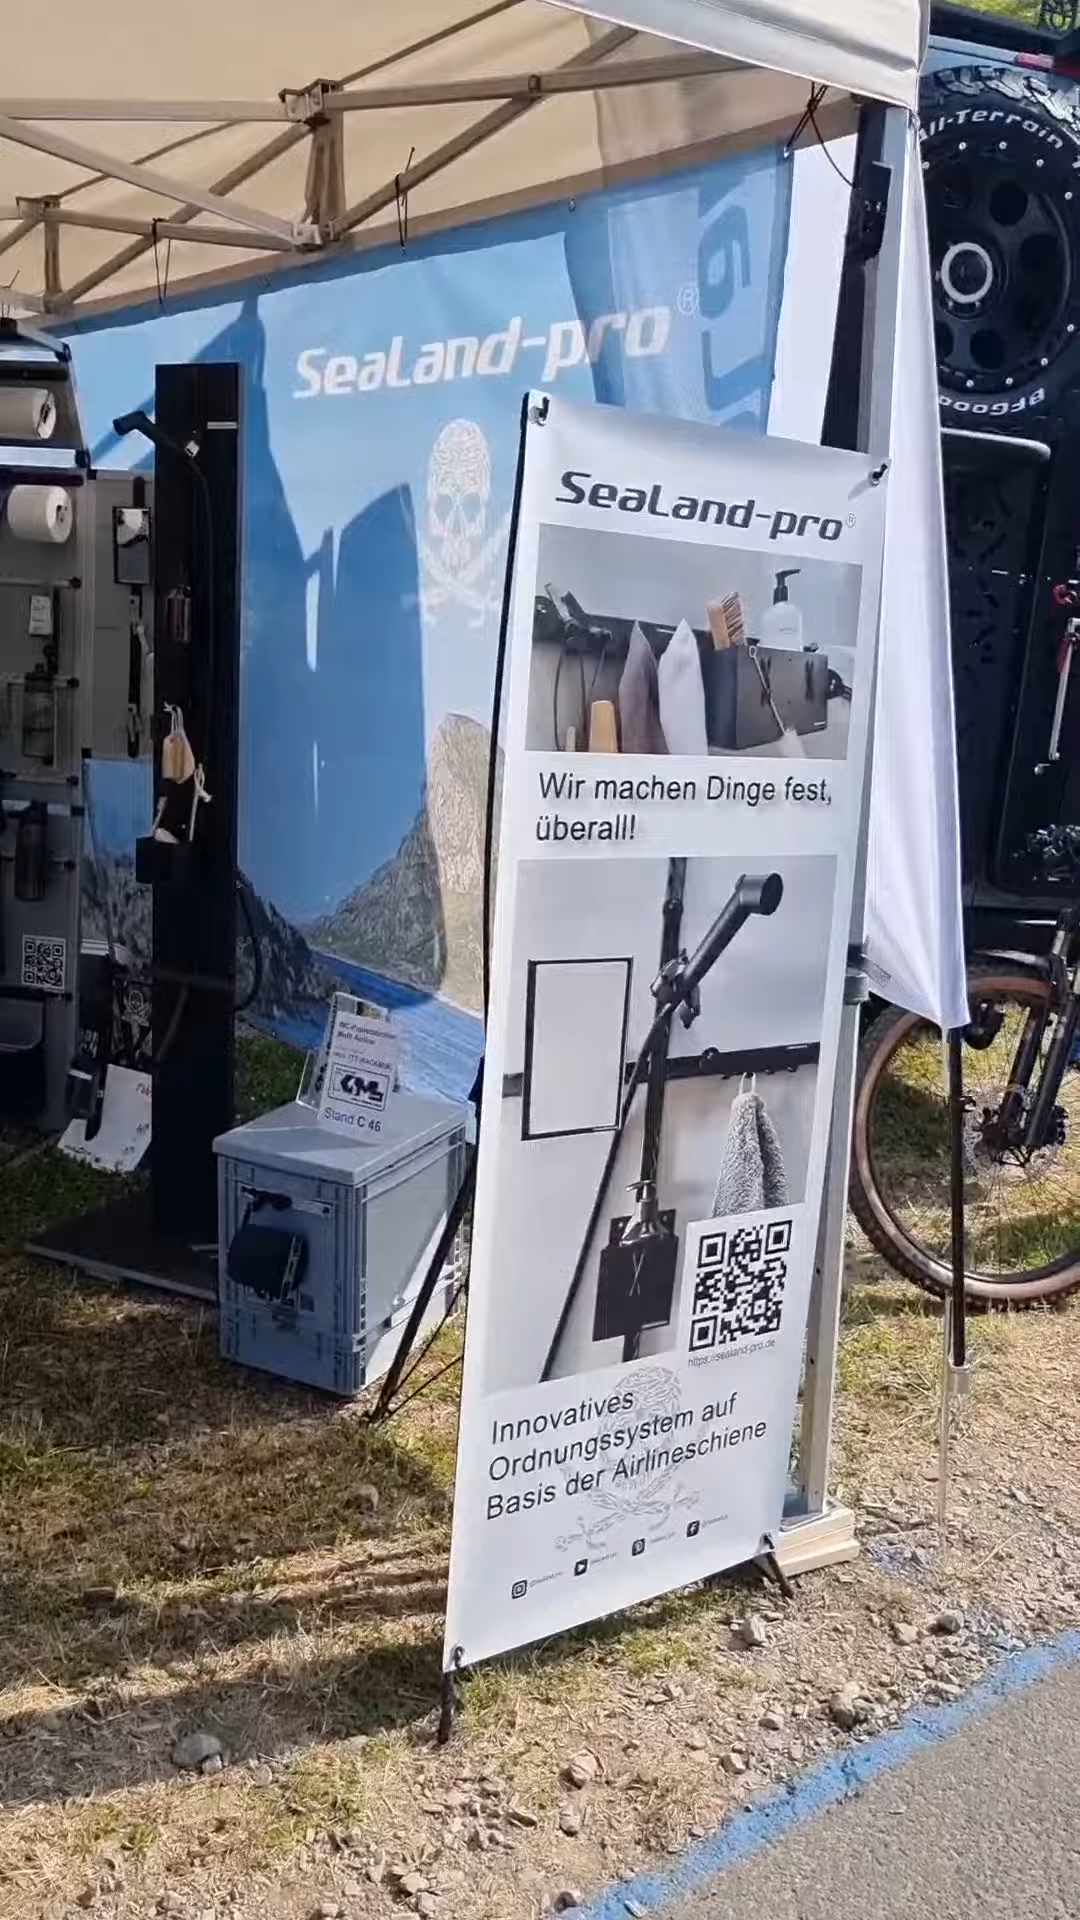 All-Terrain T
BFGood
SeaLand-pro®
SeaLand-pro®
Wir machen Dinge fest,
überall!
https://sealand-pro.de
Innovatives
Ordnungssystem auf
Basis der Airlineschiene
Stand C 46